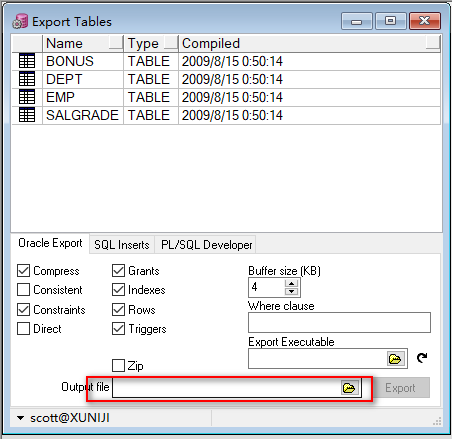 Export Tables
Name Type Compiled
BONUS TABLE 2009/8/15 0:50:14
DEPT TABLE 2009/8/15 0:50:14
EMP TABLE 2009/8/15 0:50:14
SALGRADE TABLE 2009/8/15 0:50:14
Oracle Export SQL Inserts PL/SQL Developer
Compress Grants Buffer size (KB)
Consistent Indexes 4
Constraints Rows Where clause
Direct Triggers
Export Executable
Zip
Output file Export
scott@XUNIJI